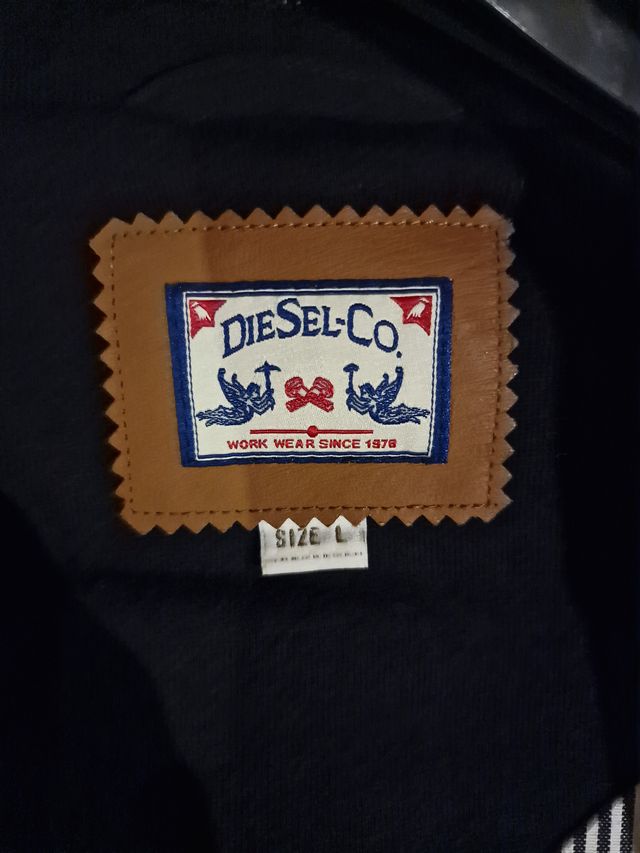 DIESEL-CO.
WORK WEAR SINCE 1978
SIZE L